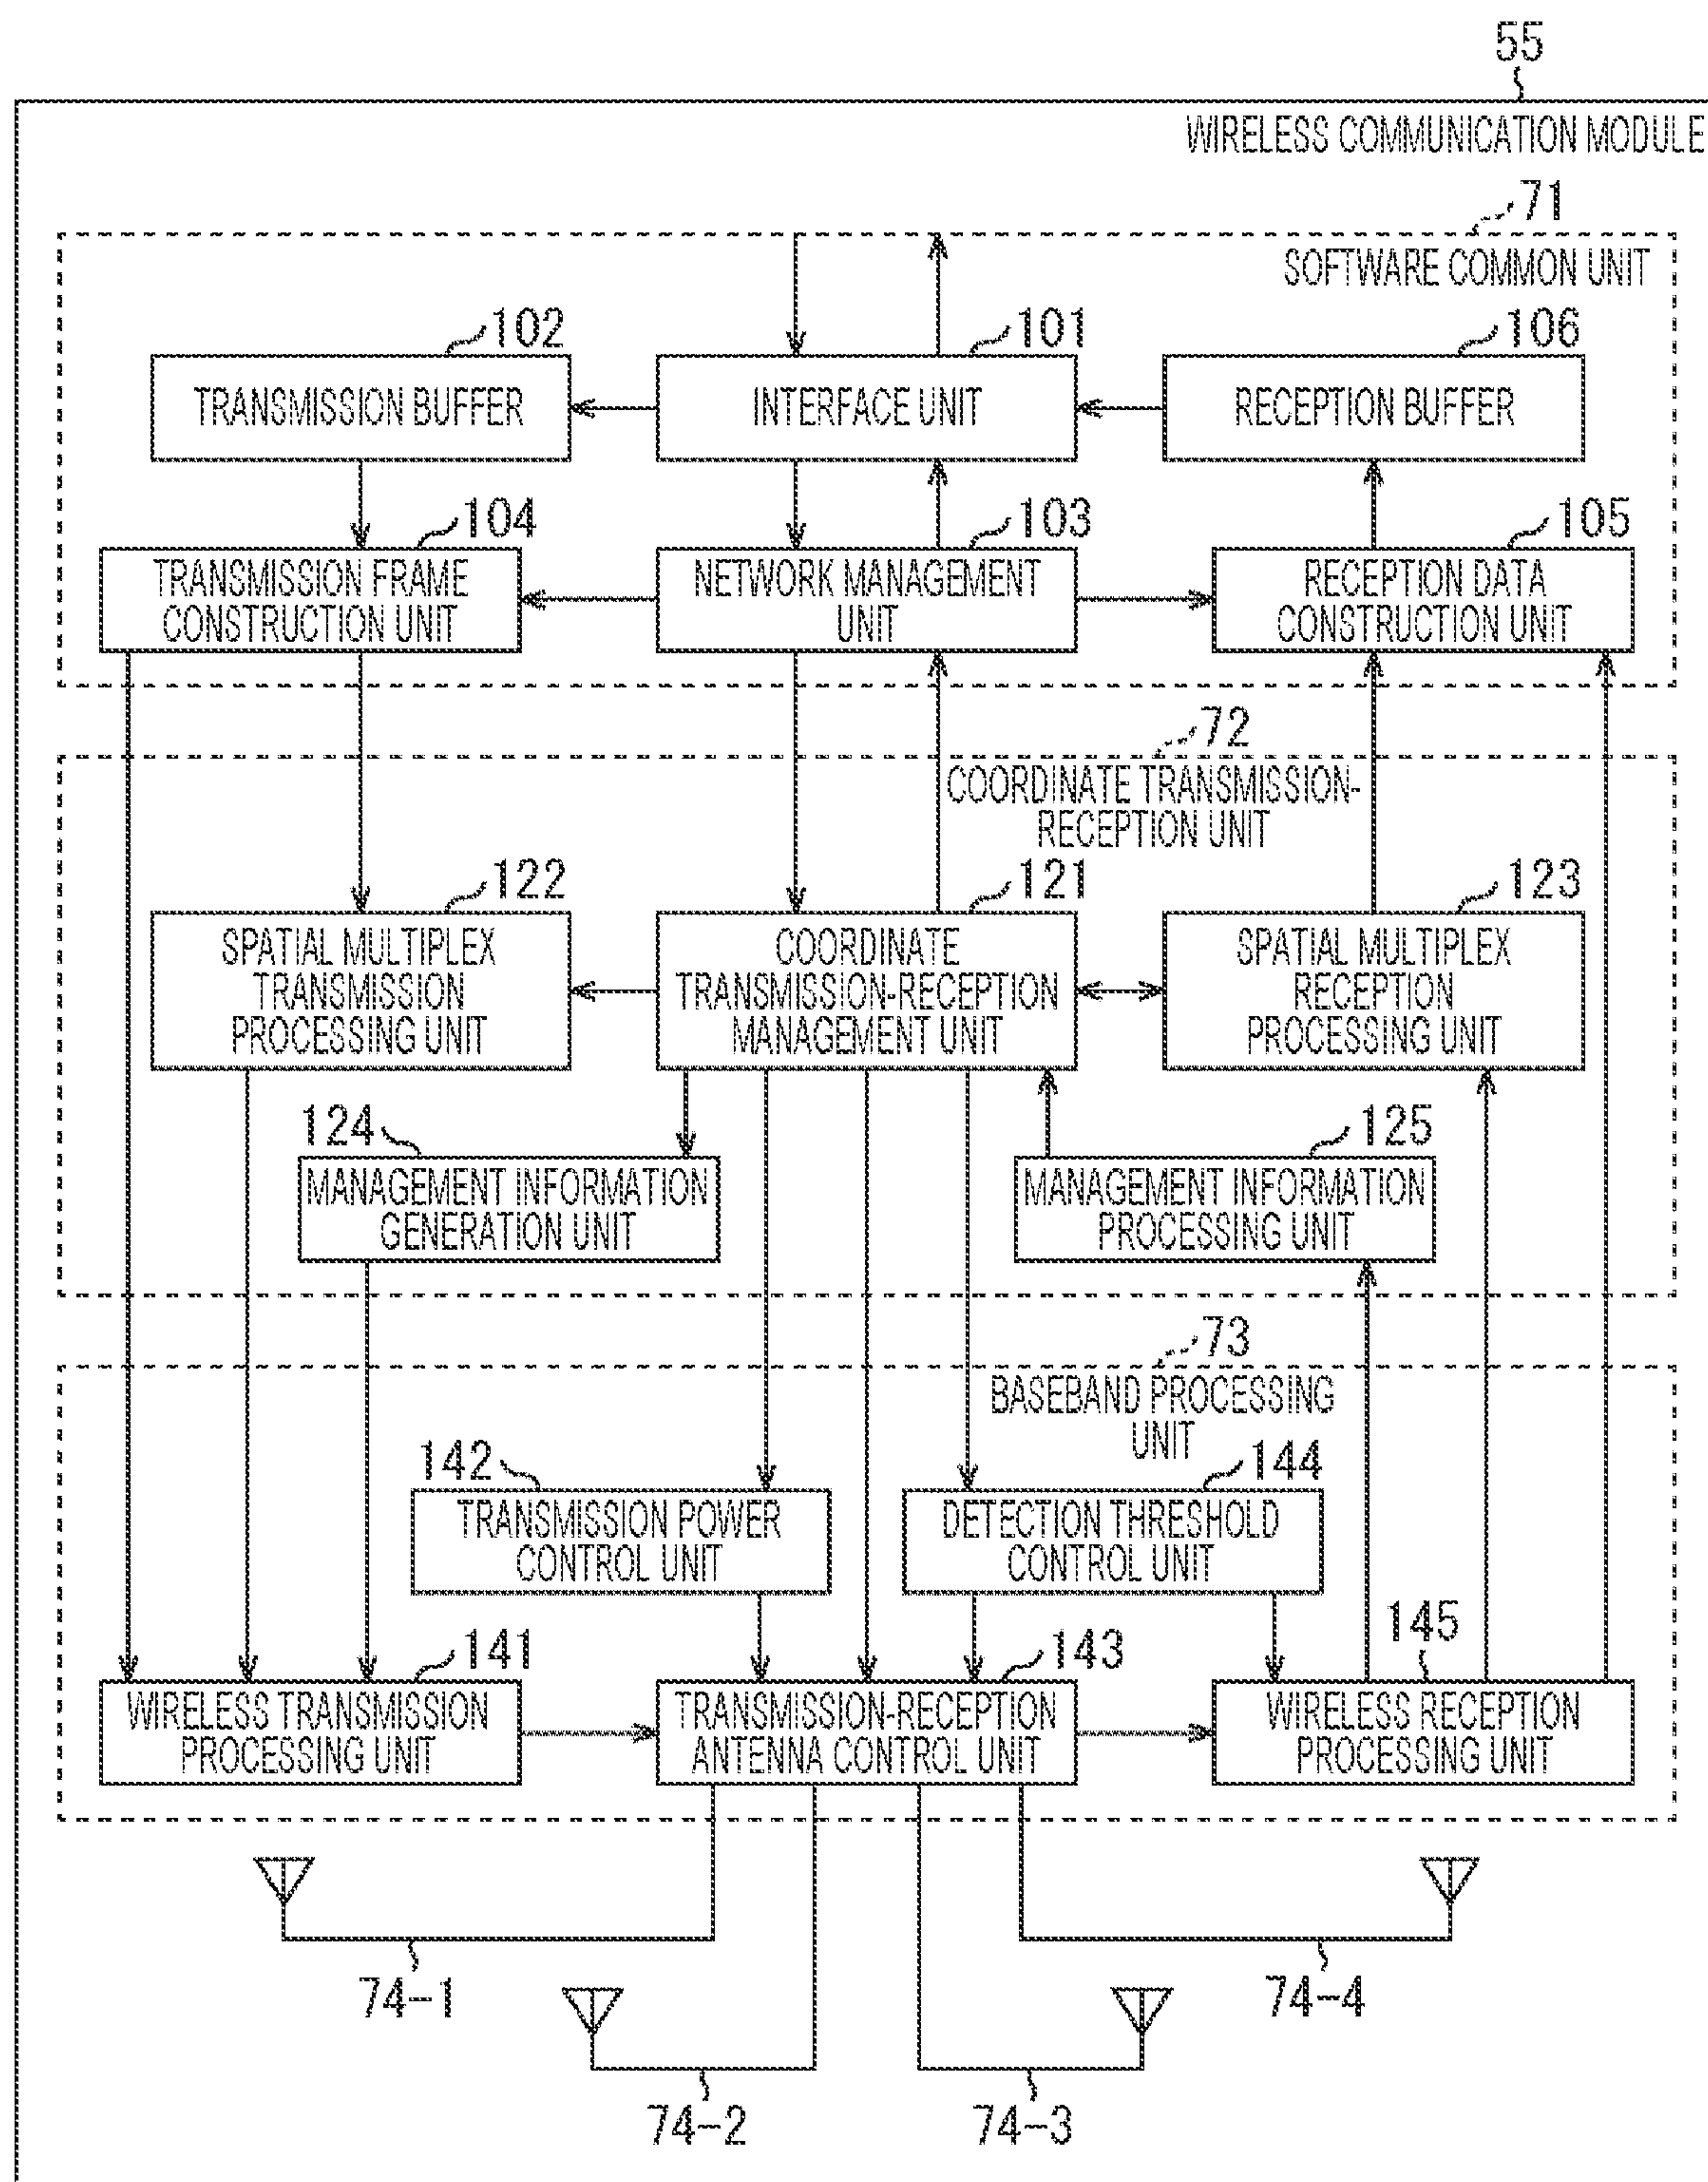 55
WIRELESS COMMUNICATION MODULE
71
SOFTWARE COMMON UNIT
102
101
106
TRANSMISSION BUFFER
INTERFACE UNIT
RECEPTION BUFFER
104
103
105
TRANSMISSION FRAME
CONSTRUCTION UNIT
NETWORK MANAGEMENT
UNIT
RECEPTION DATA
CONSTRUCTION UNIT
72
COORDINATE TRANSMISSION-
RECEPTION UNIT
122
121
123
SPATIAL MULTIPLEX
TRANSMISSION
PROCESSING UNIT
COORDINATE
TRANSMISSION-RECEPTION
MANAGEMENT UNIT
SPATIAL MULTIPLEX
RECEPTION
PROCESSING UNIT
124
125
MANAGEMENT INFORMATION
GENERATION UNIT
MANAGEMENT INFORMATION
PROCESSING UNIT
73
BASEBAND PROCESSING
UNIT
142
144
TRANSMISSION POWER
CONTROL UNIT
DETECTION THRESHOLD
CONTROL UNIT
141
143
145
WIRELESS TRANSMISSION
PROCESSING UNIT
TRANSMISSION-RECEPTION
ANTENNA CONTROL UNIT
WIRELESS RECEPTION
PROCESSING UNIT
74-1
74-4
74-2
74-3